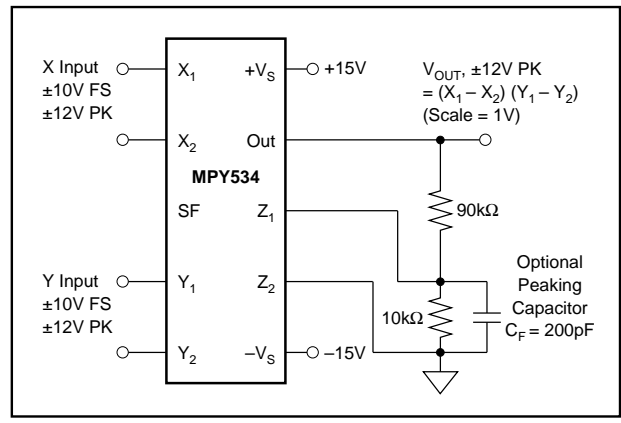 X Input
±10V FS
±12V PK
X1
+VS
+15V
VOUT, ±12V PK
= (X1 – X2) (Y1 – Y2)
(Scale = 1V)
X2
Out
MPY534
SF
Z1
90kΩ
Y Input
±10V FS
±12V PK
Y1
Z2
10kΩ
Optional
Peaking
Capacitor
CF = 200pF
Y2
–VS
–15V